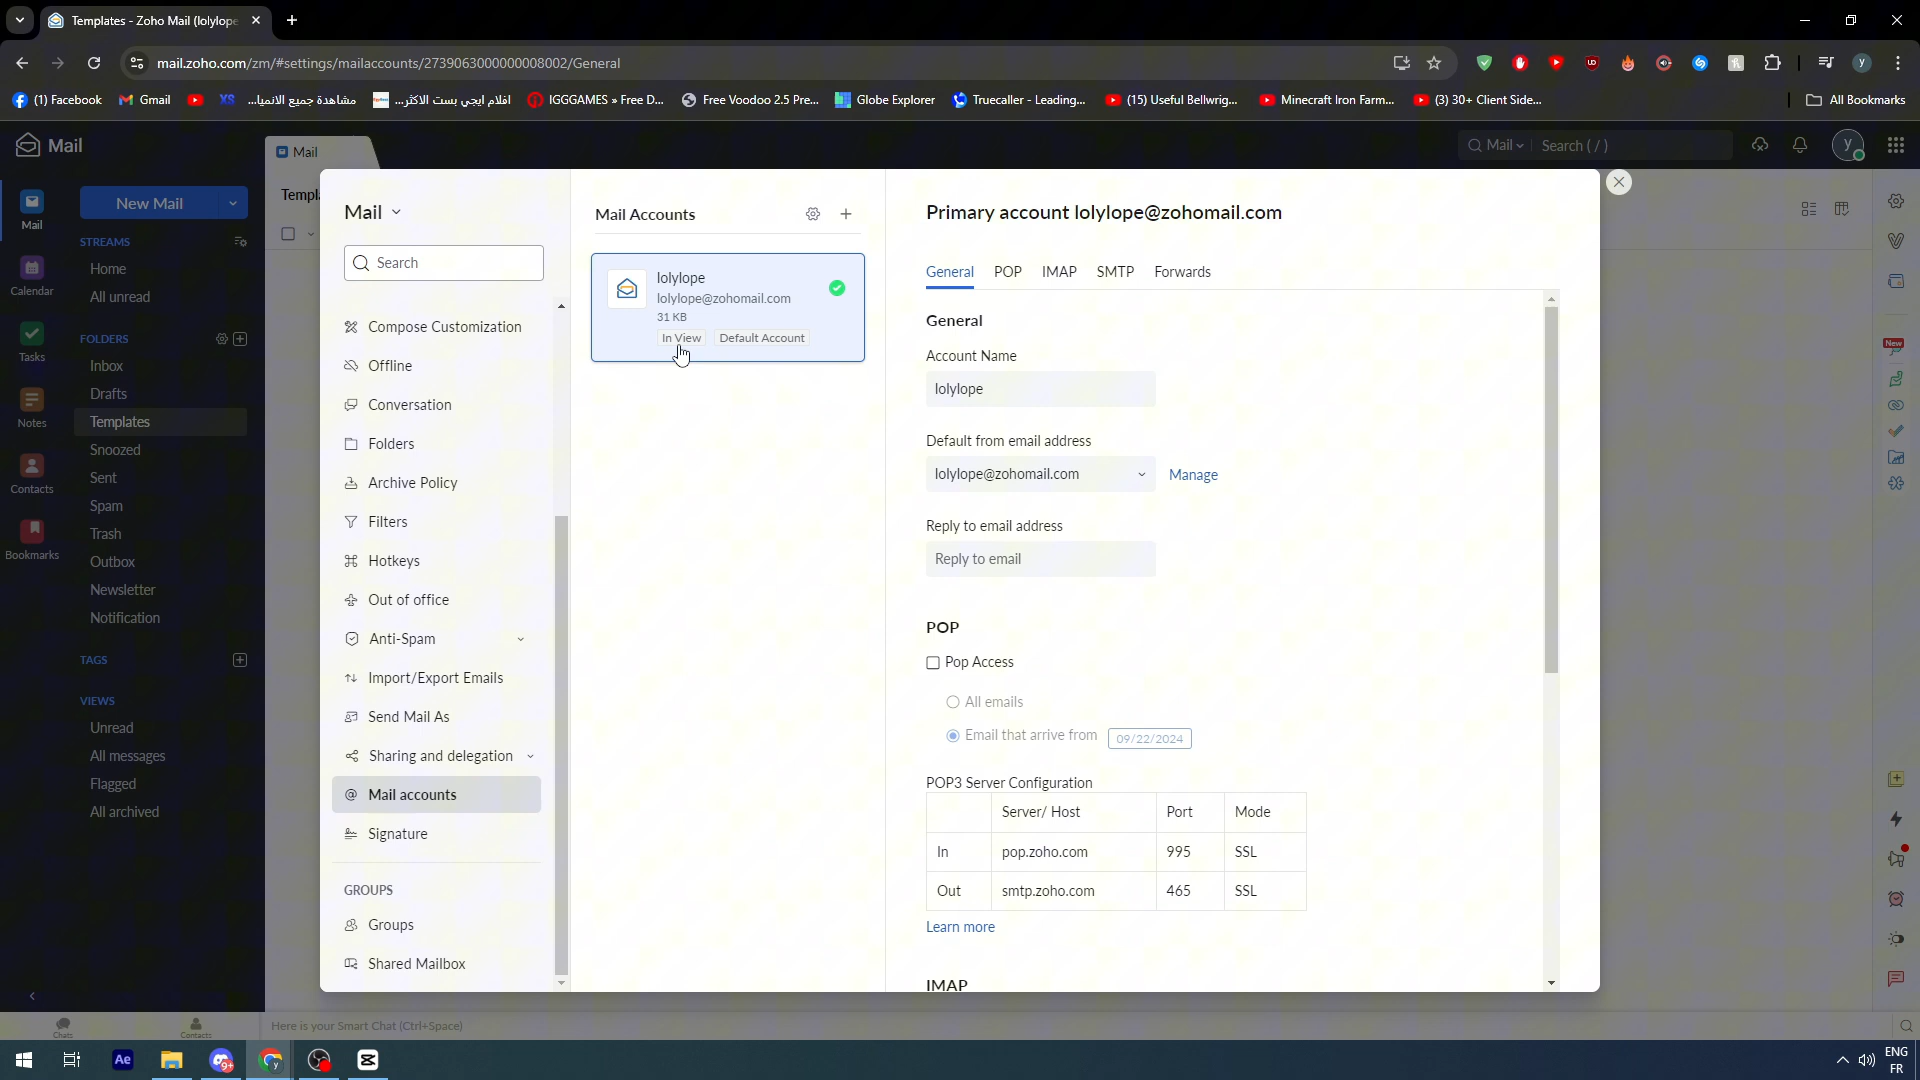 Templates - Zoho Mail (lolylope
mail.zoho.com/zm/#settings/mailaccounts/2739063000000008002/General
(1) Facebook
Gmail
مشاهدة جميع الانميا...
افلام ايجي بست الاكثر...
IGGGAMES » Free D...
Free Voodoo 2.5 Pre...
Globe Explorer
Truecaller - Leading...
(15) Useful Bellwrig...
Minecraft Iron Farm...
(3) 30+ Client Side...
All Bookmarks
Mail
Mail
Mail
Search ( / )
y
Mail
Calendar
Tasks
Notes
Contacts
Bookmarks
New Mail
STREAMS
Home
All unread
FOLDERS
Inbox
Drafts
Templates
Snoozed
Sent
Spam
Trash
Outbox
Newsletter
Notification
TAGS
VIEWS
Unread
All messages
Flagged
All archived
Templ
Mail
Search
Compose Customization
Offline
Conversation
Folders
Archive Policy
Filters
Hotkeys
Out of office
Anti-Spam
Import/Export Emails
Send Mail As
Sharing and delegation
Mail accounts
Signature
GROUPS
Groups
Shared Mailbox
Mail Accounts
lolylope
lolylope@zohomail.com
31 KB
In View Default Account
Primary account lolylope@zohomail.com
General POP IMAP SMTP Forwards
General
Account Name
lolylope
Default from email address
lolylope@zohomail.com Manage
Reply to email address
Reply to email
POP
Pop Access
All emails
Email that arrive from 09/22/2024
POP3 Server Configuration
Server/ Host Port Mode
In pop.zoho.com 995 SSL
Out smtp.zoho.com 465 SSL
Learn more
IMAP
New
Chats
Contacts
Here is your Smart Chat (Ctrl+Space)
Ae
9+
ENG
FR